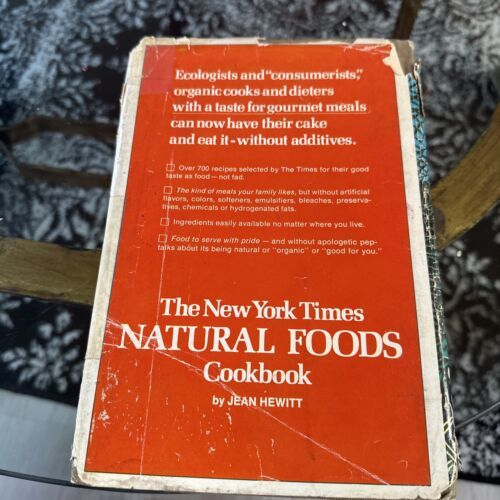 Ecologists and "consumerists,"
organic cooks and dieters
with a taste for gourmet meals
can now have their cake
and eat it-without additives.
Over 700 recipes selected by The Times for their good
taste as food — not fad.
The kind of meals your family likes, but without artificial
flavors, colors, softeners, emulsifiers, bleaches, preserva-
tives, chemicals or hydrogenated fats.
Ingredients easily available no matter where you live.
Food to serve with pride — and without apologetic pep-
talks about its being natural or "organic" or "good for you."
The New York Times
NATURAL FOODS
Cookbook
by JEAN HEWITT